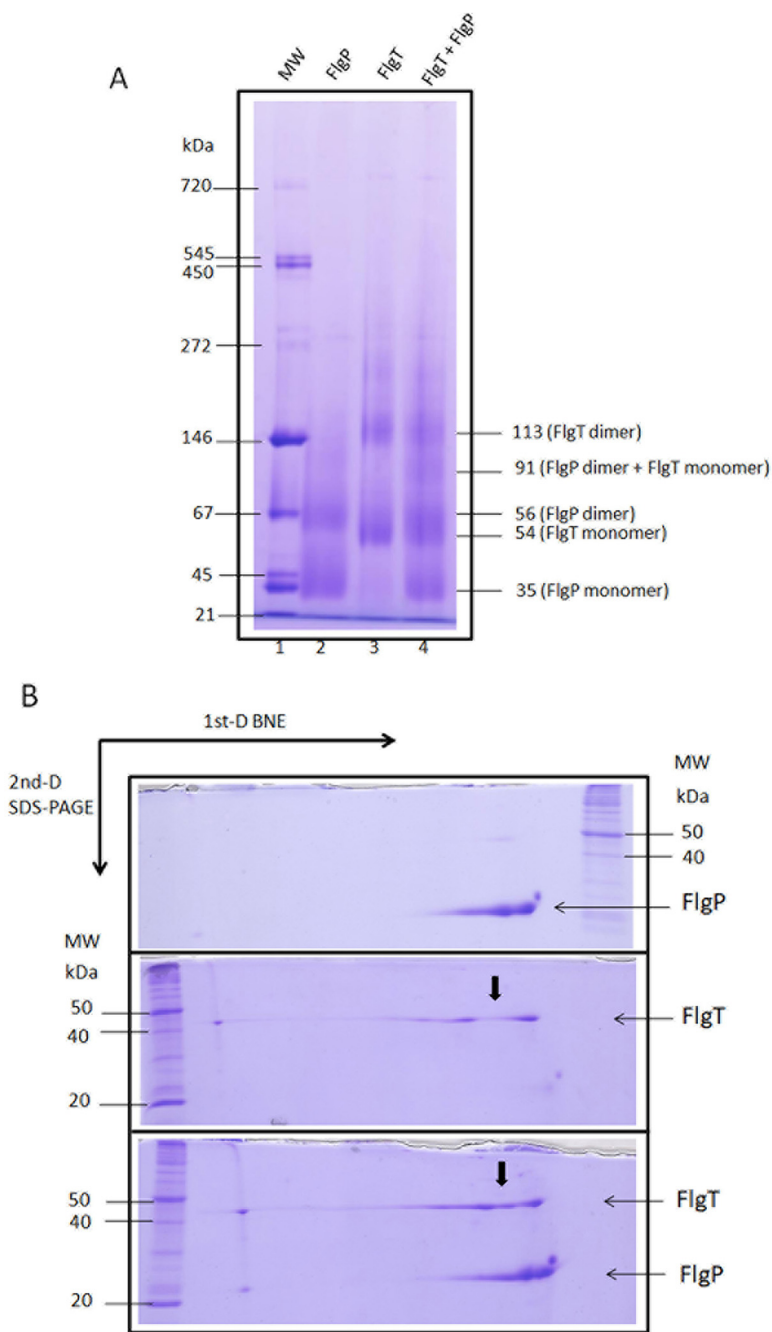 A
MW FlgP FlgT FlgT + FlgP
kDa
720
545
450
272
146
113 (FlgT dimer)
91 (FlgP dimer + FlgT monomer)
67
56 (FlgP dimer)
54 (FlgT monomer)
45
35 (FlgP monomer)
21
1 2 3 4
B
1st-D BNE
2nd-D
SDS-PAGE
MW
kDa
50
40
FlgP
MW
kDa
50
40
20
FlgT
50
40
20
FlgT
FlgP